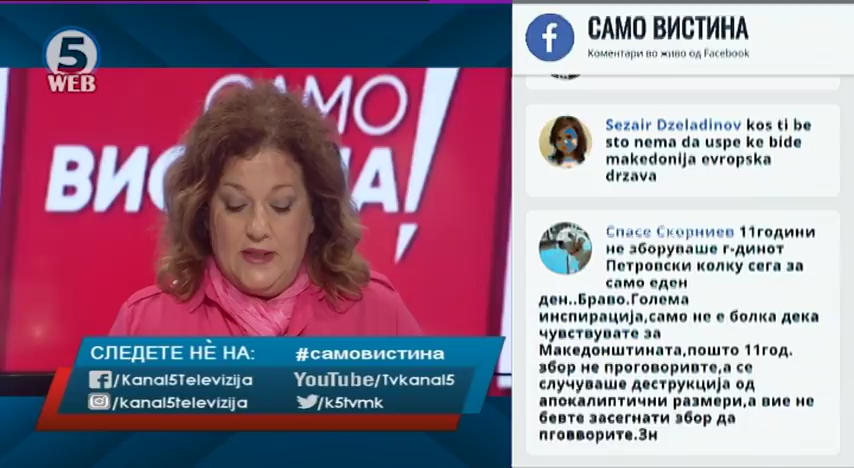 5
WEB
САМО
ВИС НА!
СЛЕДЕТЕ НЀ НА: #самовистина
/Kanal5Televizija YouTube/Tvkanal5
/kanal5televizija /k5tvmk
САМО ВИСТИНА
Коментари во живо од Facebook
Sezair Dzeladinov kos ti be
sto nema da uspe ke bide
makedonija evropska
drzava
Спасе Скорниев 11години
не зборуваше г-динот
Петровски колку сега за
само еден
ден..Браво.Голема
инспирација,само не е болка дека
чувствувате за
Македонштината,пошто 11год.
збор не проговоривте,а се
случуваше деструкција од
апокалиптични размери,а вие не
бевте засегнати збор да
пговворите.Зн